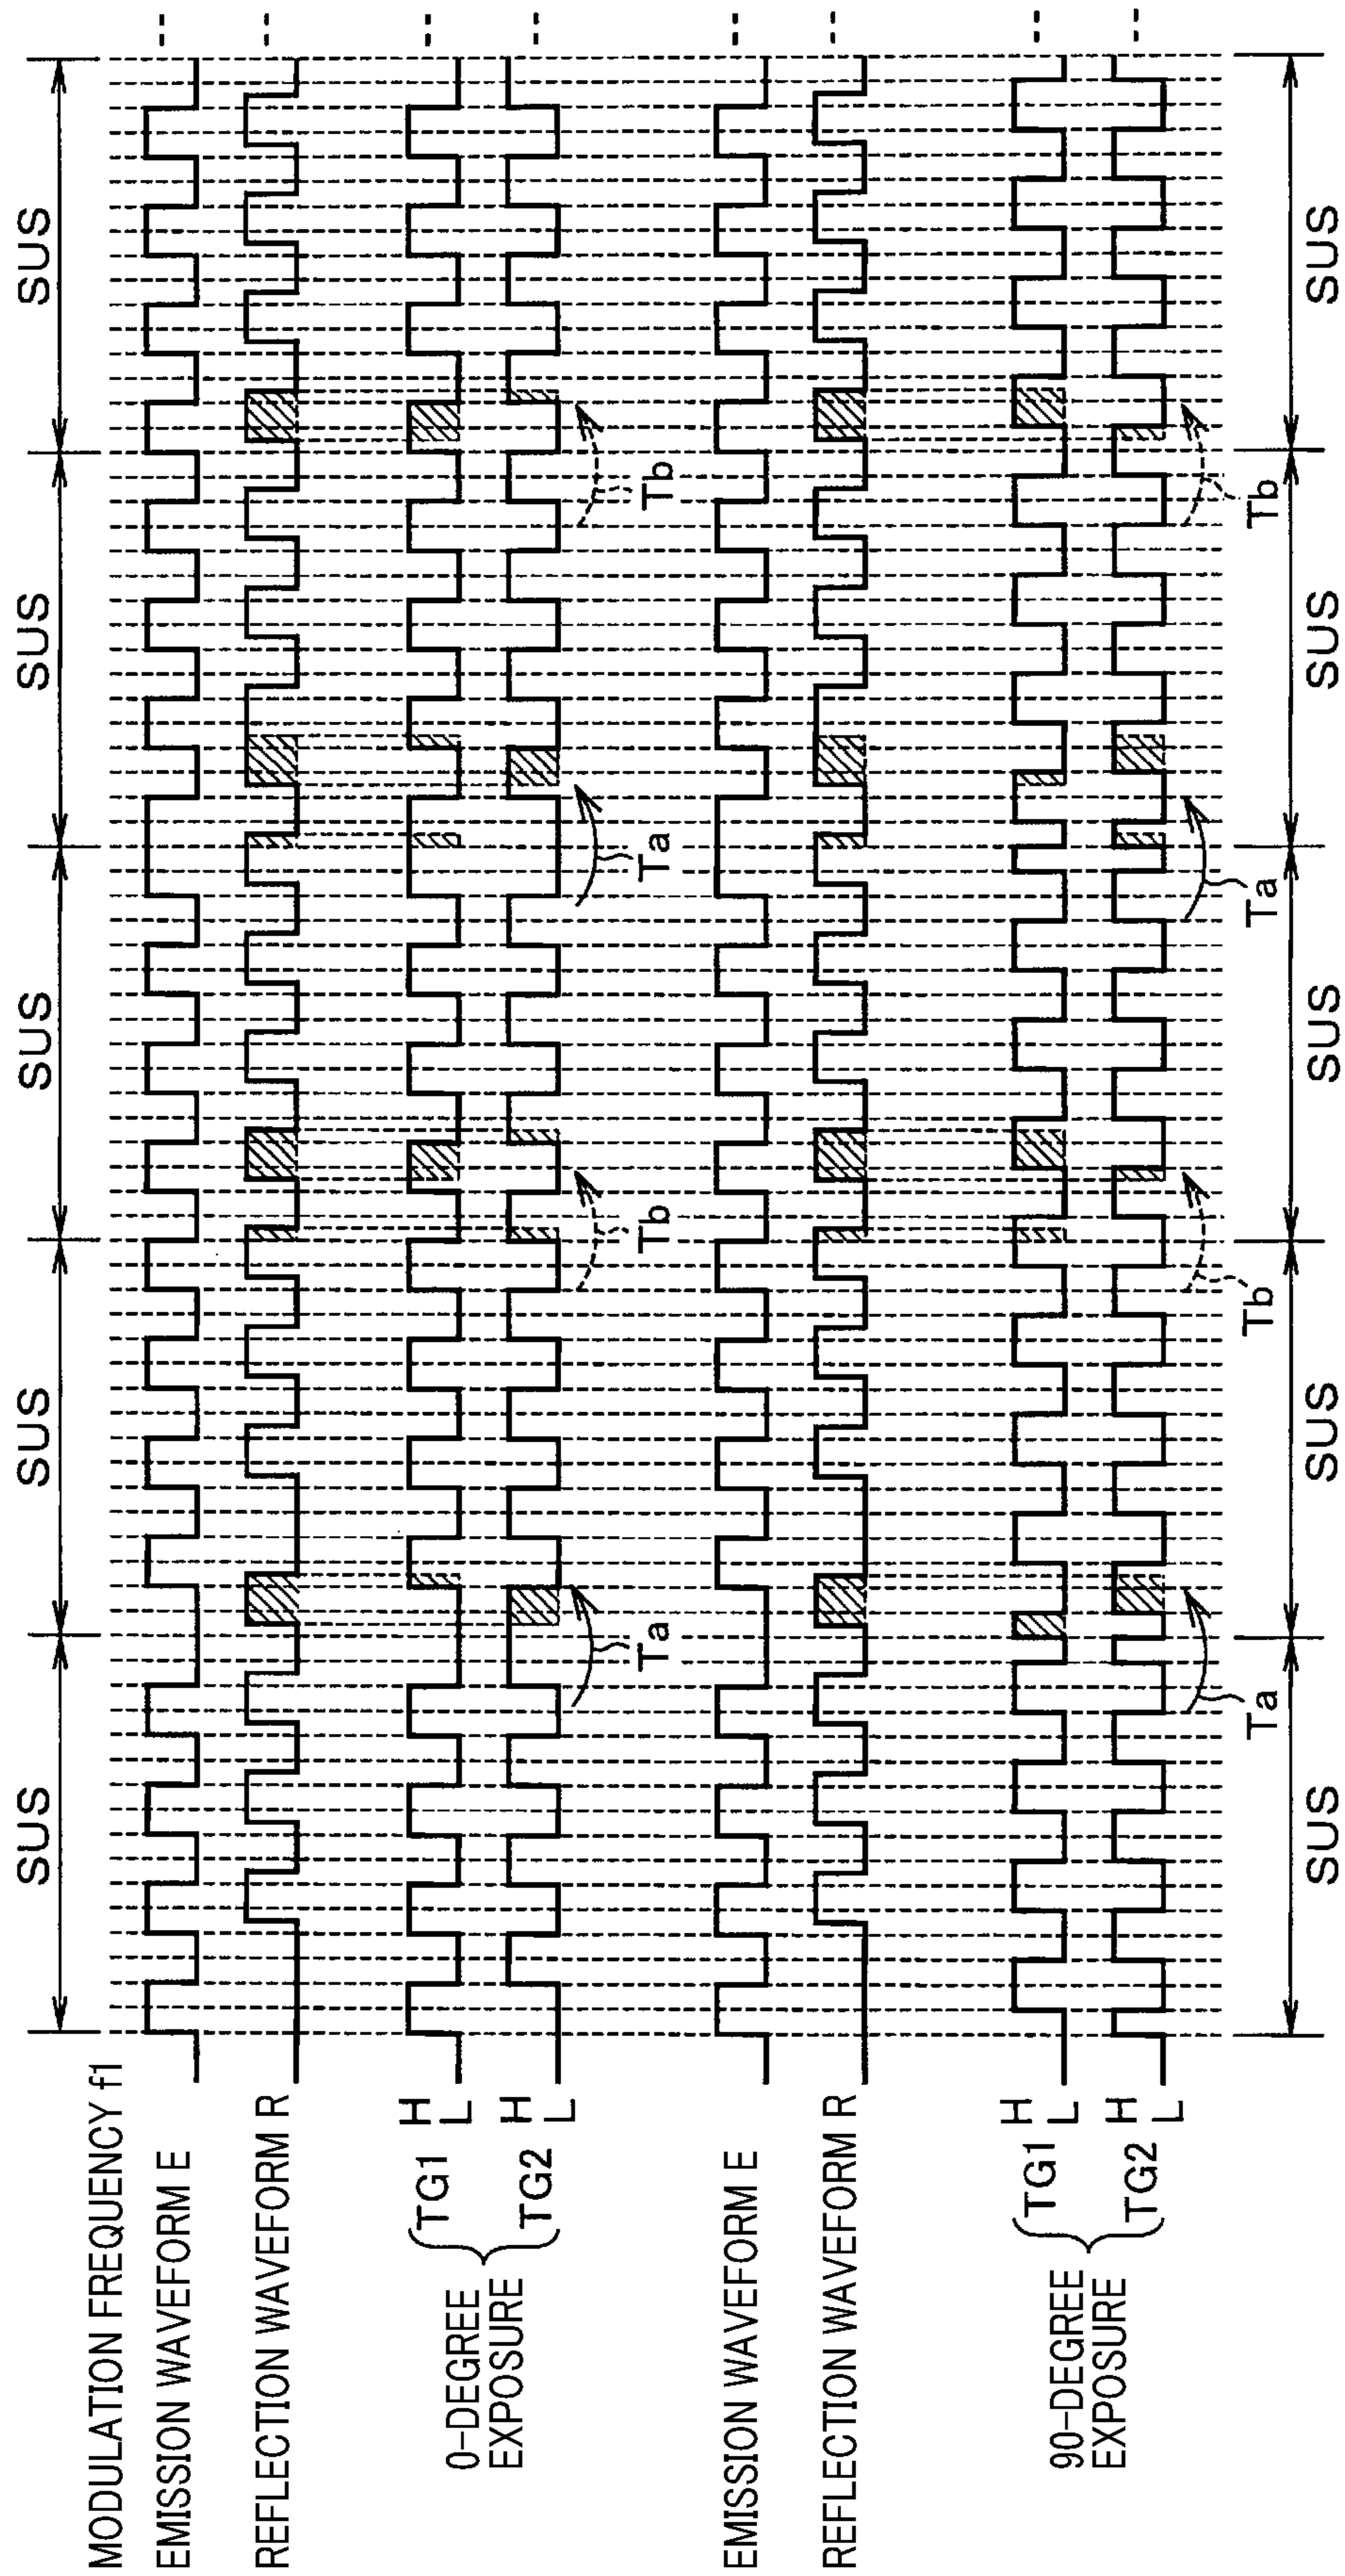 SUS SUS SUS SUS SUS
MODULATION FREQUENCY f1
EMISSION WAVEFORM E
REFLECTION WAVEFORM R
0-DEGREE
EXPOSURE
TG1 H
L
TG2 H
L
Ta Tb Ta Tb
EMISSION WAVEFORM E
REFLECTION WAVEFORM R
90-DEGREE
EXPOSURE
TG1 H
L
TG2 H
L
Ta Tb Ta Tb
SUS SUS SUS SUS SUS